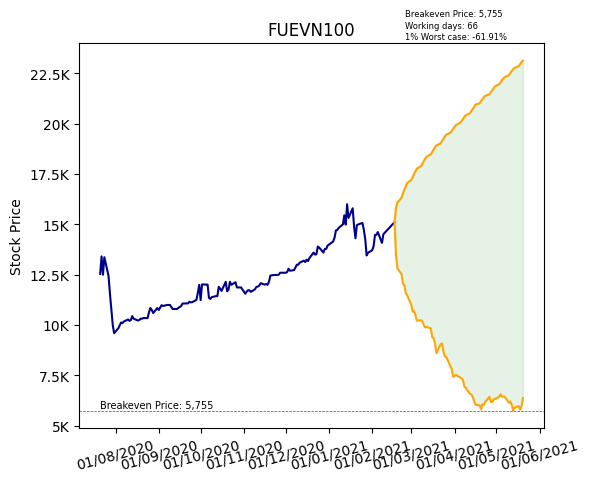 Breakeven Price: 5,755
Working days: 66
1% Worst case: -61.91%
FUEVN100
Stock Price
22.5K
20K
17.5K
15K
12.5K
10K
7.5K
5K
Breakeven Price: 5,755
01/08/2020
01/09/2020
01/10/2020
01/11/2020
01/12/2020
01/01/2021
01/02/2021
01/03/2021
01/04/2021
01/05/2021
01/06/2021